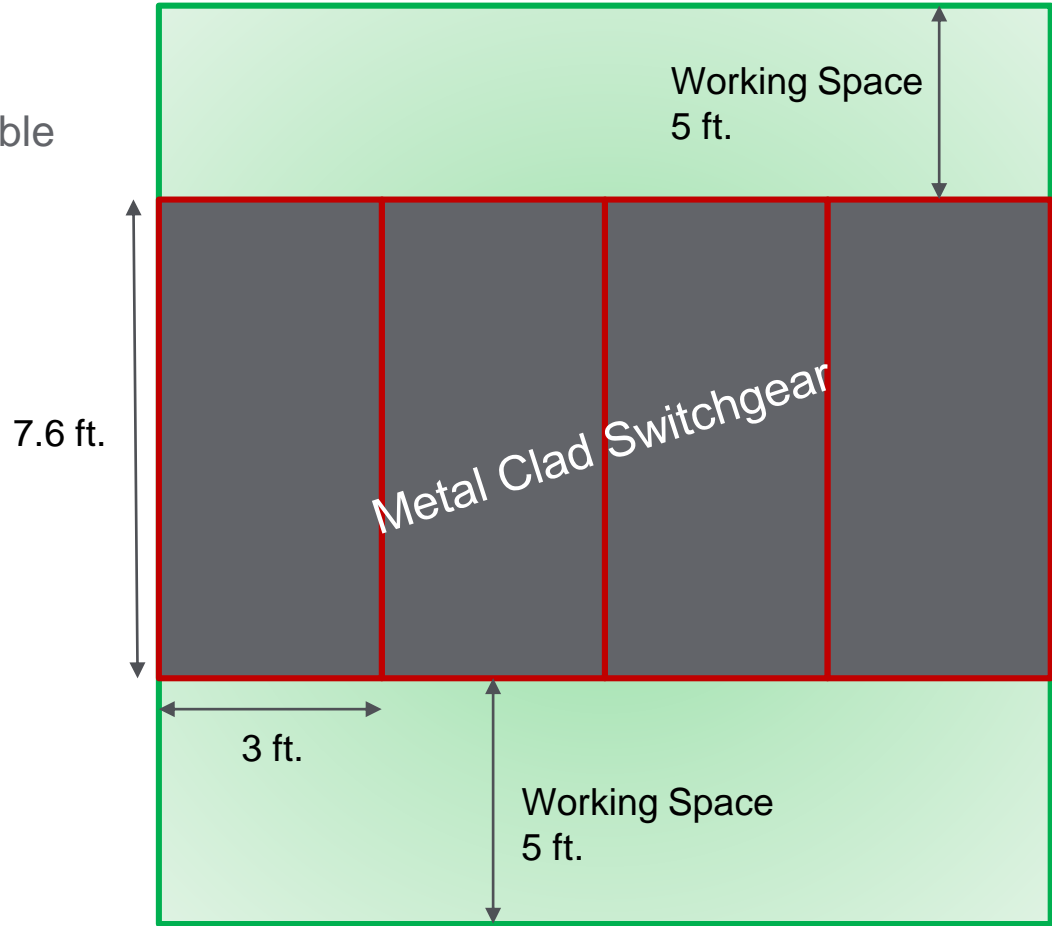 Working Space
5 ft.
ble
7.6 ft.
Metal Clad Switchgear
3 ft.
Working Space
5 ft.